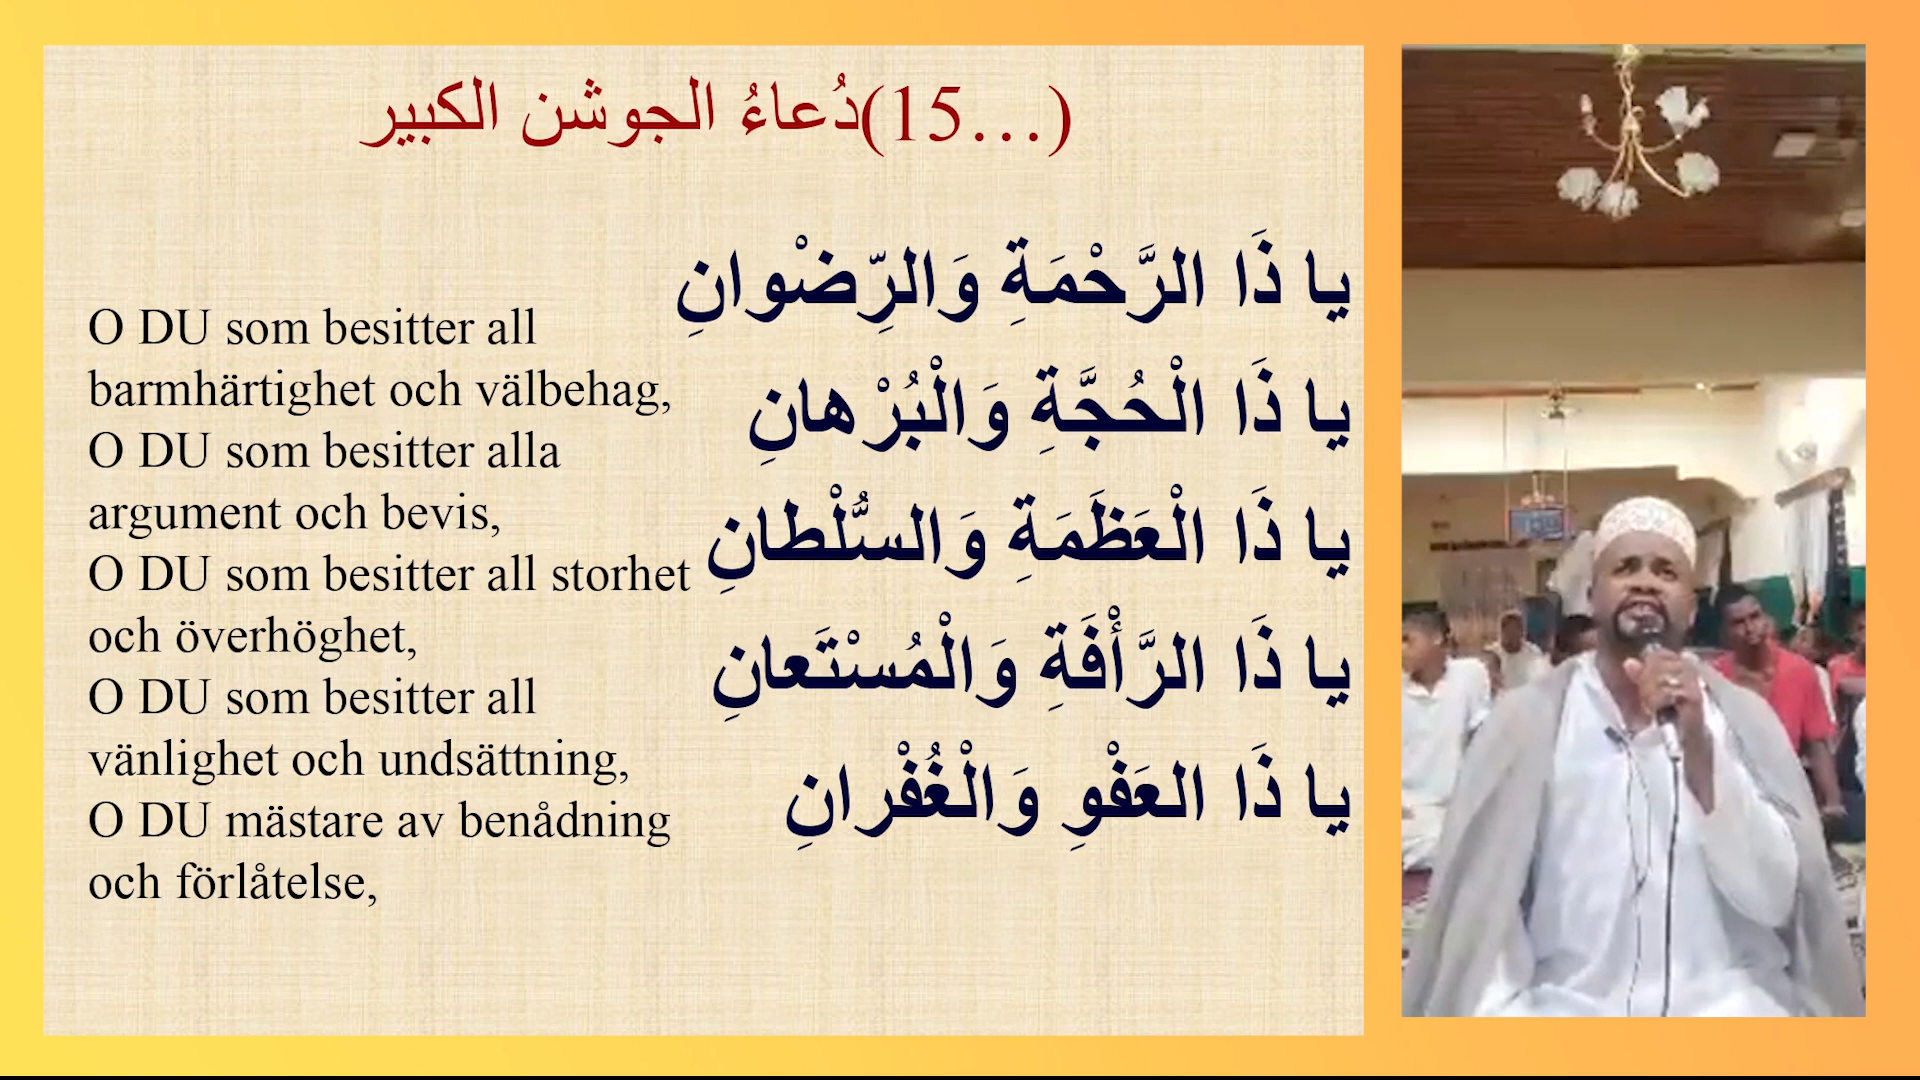 دُعاءُ الجوشن الكبير(15…)
يا ذَا الرَّحْمَةِ وَالرِّضْوانِ
يا ذَا الْحُجَّةِ وَالْبُرْهانِ
يا ذَا الْعَظَمَةِ وَالسُّلْطانِ
يا ذَا الرَّأْفَةِ وَالْمُسْتَعانِ
يا ذَا العَفْوِ وَالْغُفْرانِ
O DU som besitter all
barmhärtighet och välbehag,
O DU som besitter alla
argument och bevis,
O DU som besitter all storhet
och överhöghet,
O DU som besitter all
vänlighet och undsättning,
O DU mästare av benådning
och förlåtelse,